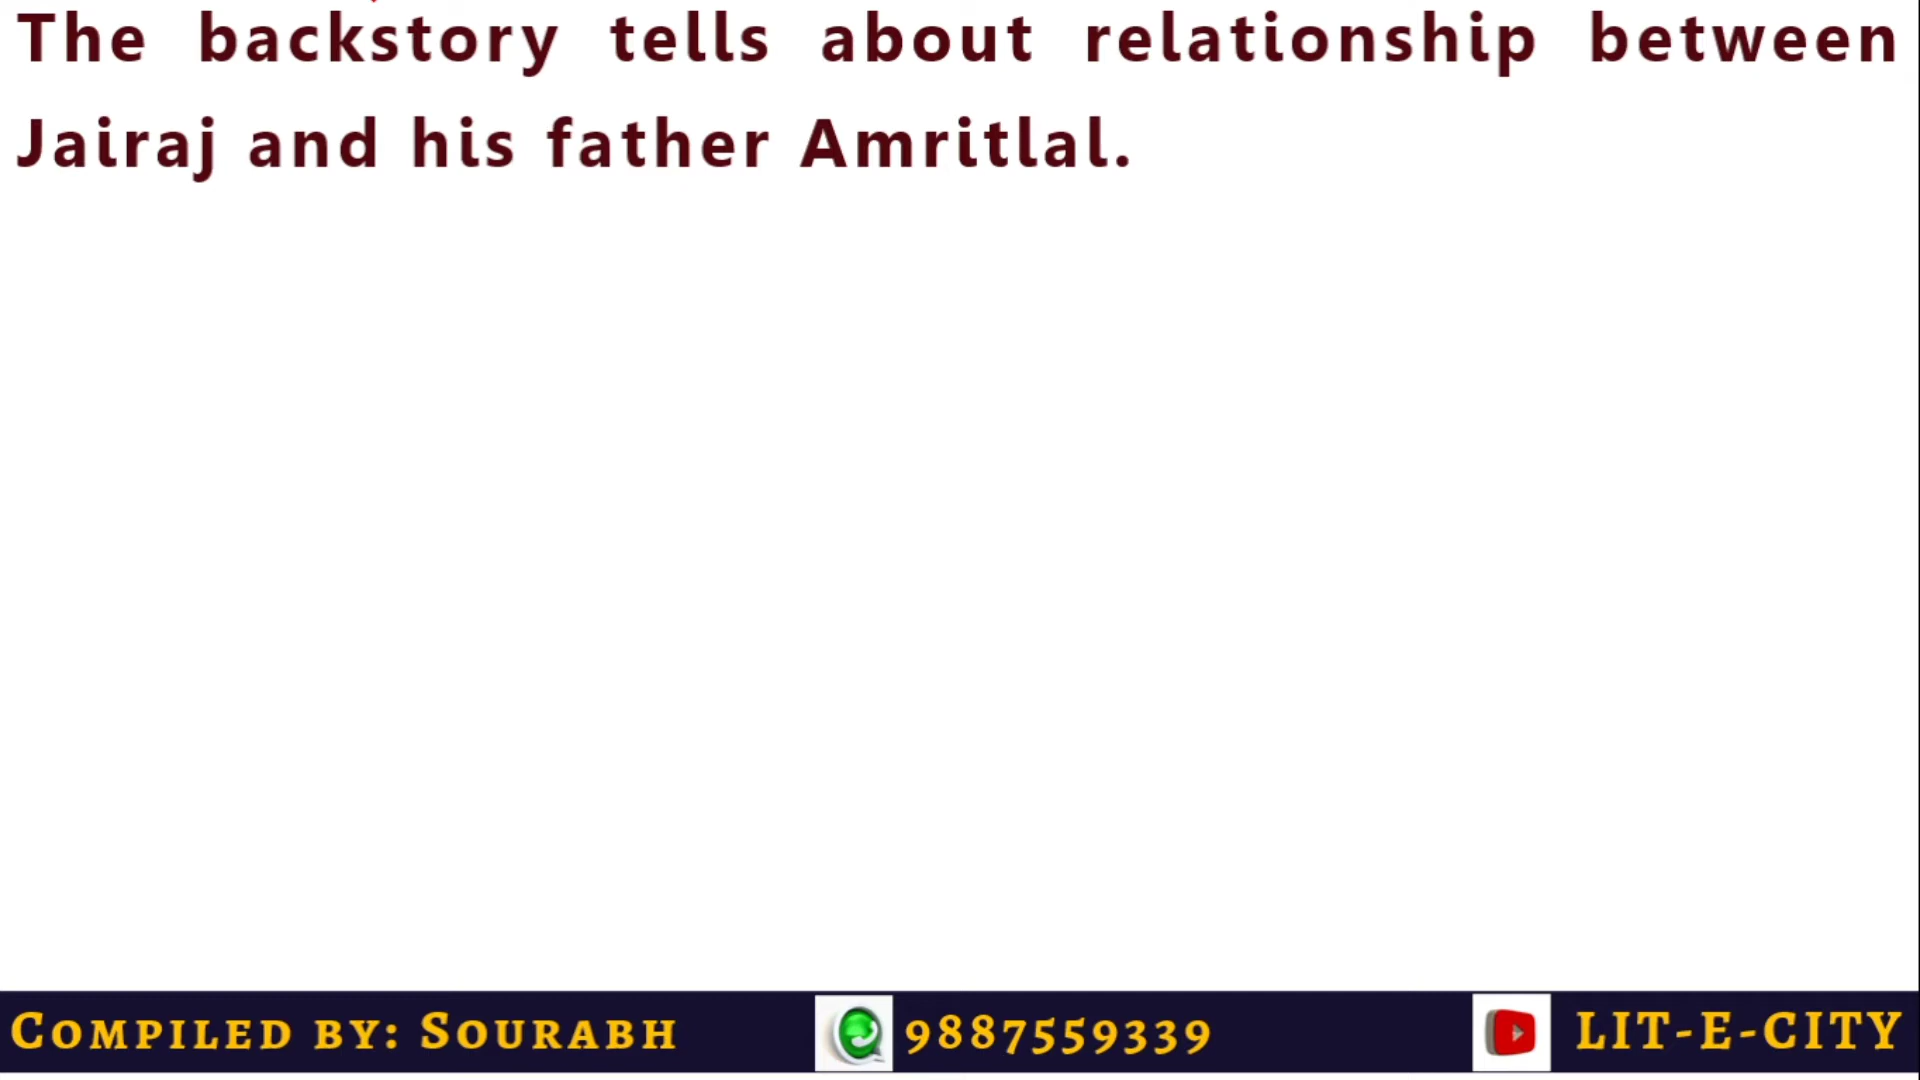 The backstory tells about relationship between
Jairaj and his father Amritlal.
COMPILED BY: SOURABH 9887559339 LIT-E-CITY